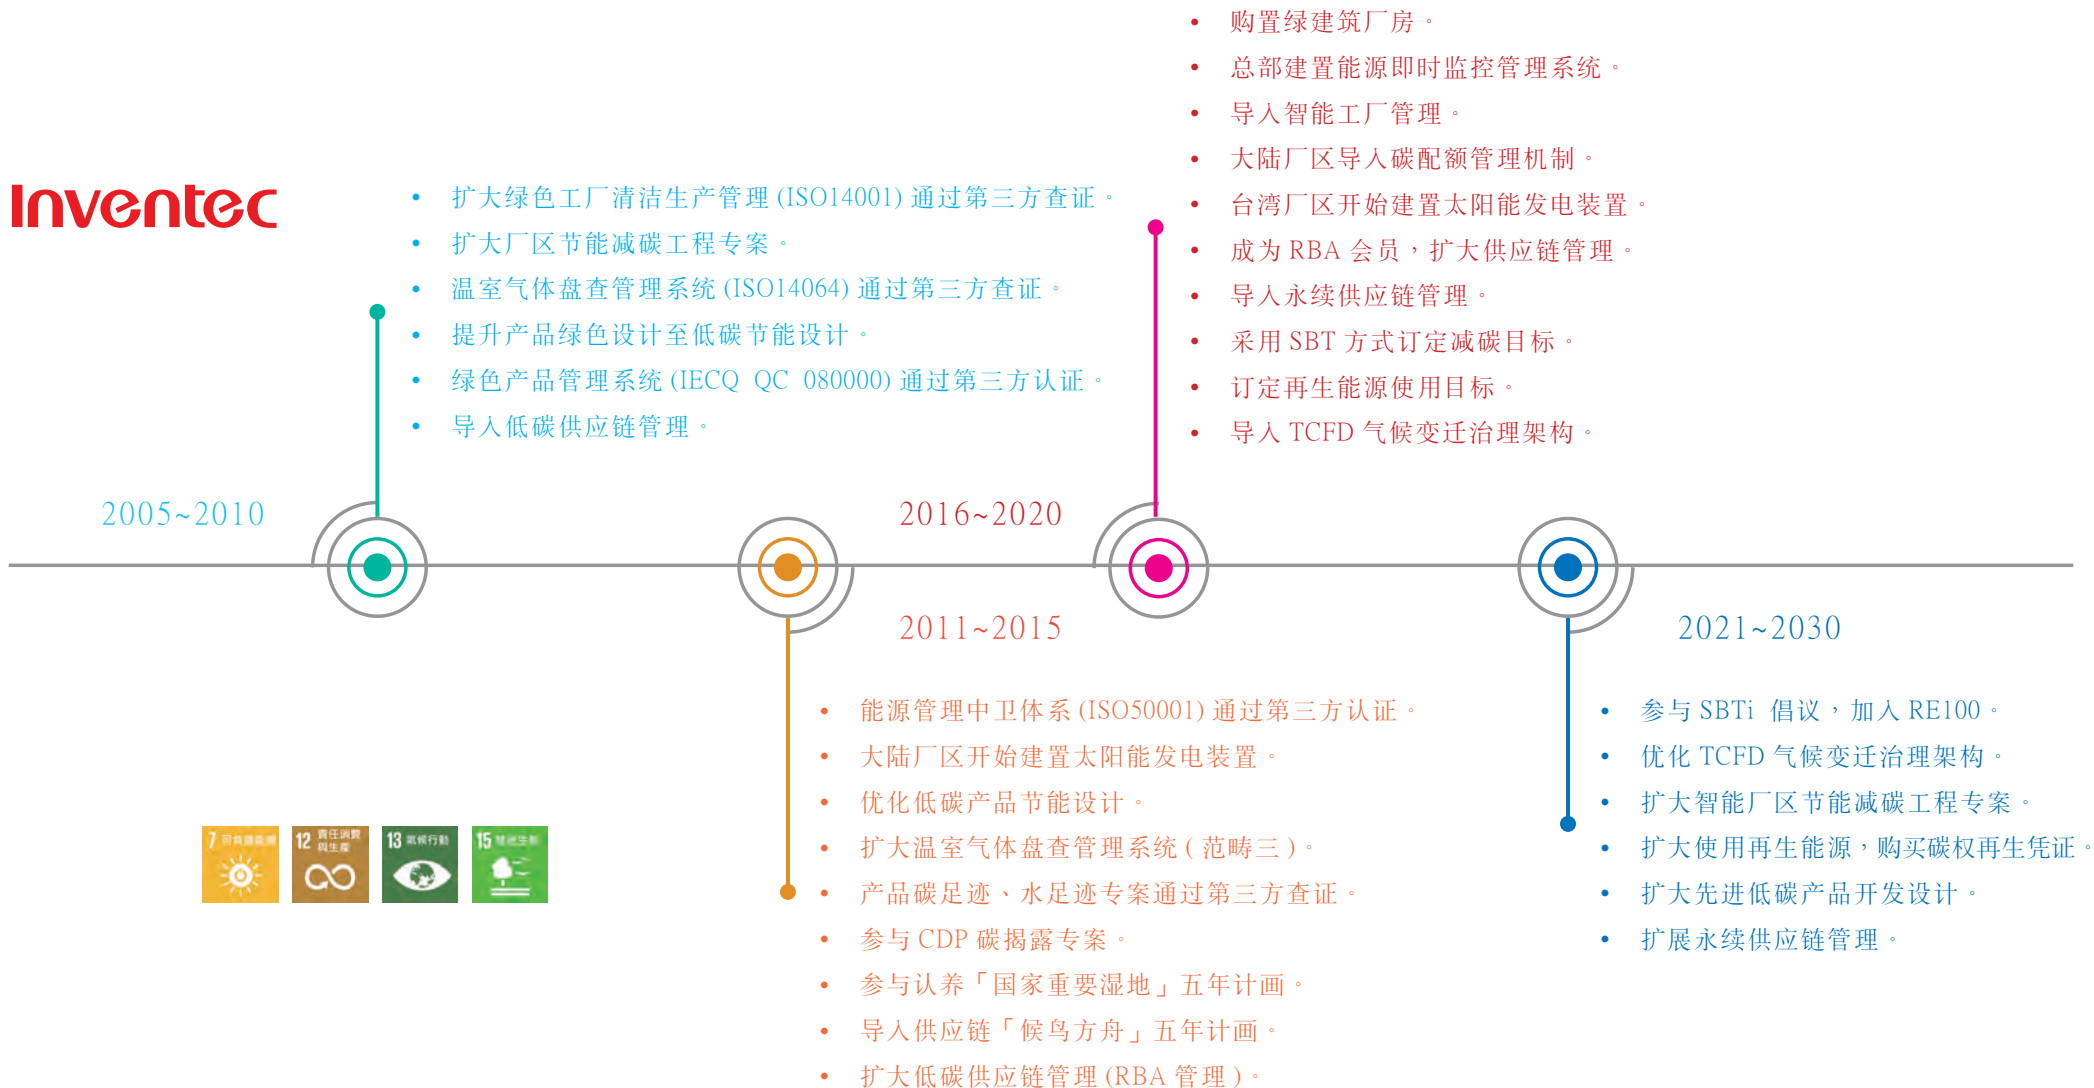 Inventec
2005~2010
• 扩大绿色工厂清洁生产管理 (ISO14001) 通过第三方查证。
• 扩大厂区节能减碳工程专案。
• 温室气体盘查管理系统 (ISO14064) 通过第三方查证。
• 提升产品绿色设计至低碳节能设计。
• 绿色产品管理系统 (IECQ QC 080000) 通过第三方认证。
• 导入低碳供应链管理。
2011~2015
• 能源管理中卫体系 (ISO50001) 通过第三方认证。
• 大陆厂区开始建置太阳能发电装置。
• 优化低碳产品节能设计。
• 扩大温室气体盘查管理系统 ( 范畴三 )。
• 产品碳足迹、水足迹专案通过第三方查证。
• 参与 CDP 碳揭露专案。
• 参与认养「国家重要湿地」五年计画。
• 导入供应链「候鸟方舟」五年计画。
• 扩大低碳供应链管理 (RBA 管理 )。
2016~2020
• 购置绿建筑厂房。
• 总部建置能源即时监控管理系统。
• 导入智能工厂管理。
• 大陆厂区导入碳配额管理机制。
• 台湾厂区开始建置太阳能发电装置。
• 成为 RBA 会员，扩大供应链管理。
• 导入永续供应链管理。
• 采用 SBT 方式订定减碳目标。
• 订定再生能源使用目标。
• 导入 TCFD 气候变迁治理架构。
2021~2030
• 参与 SBTi 倡议，加入 RE100。
• 优化 TCFD 气候变迁治理架构。
• 扩大智能厂区节能减碳工程专案。
• 扩大使用再生能源，购买碳权再生凭证。
• 扩大先进低碳产品开发设计。
• 扩展永续供应链管理。
7
12 責任消費
與生產
13 氣候行動
15